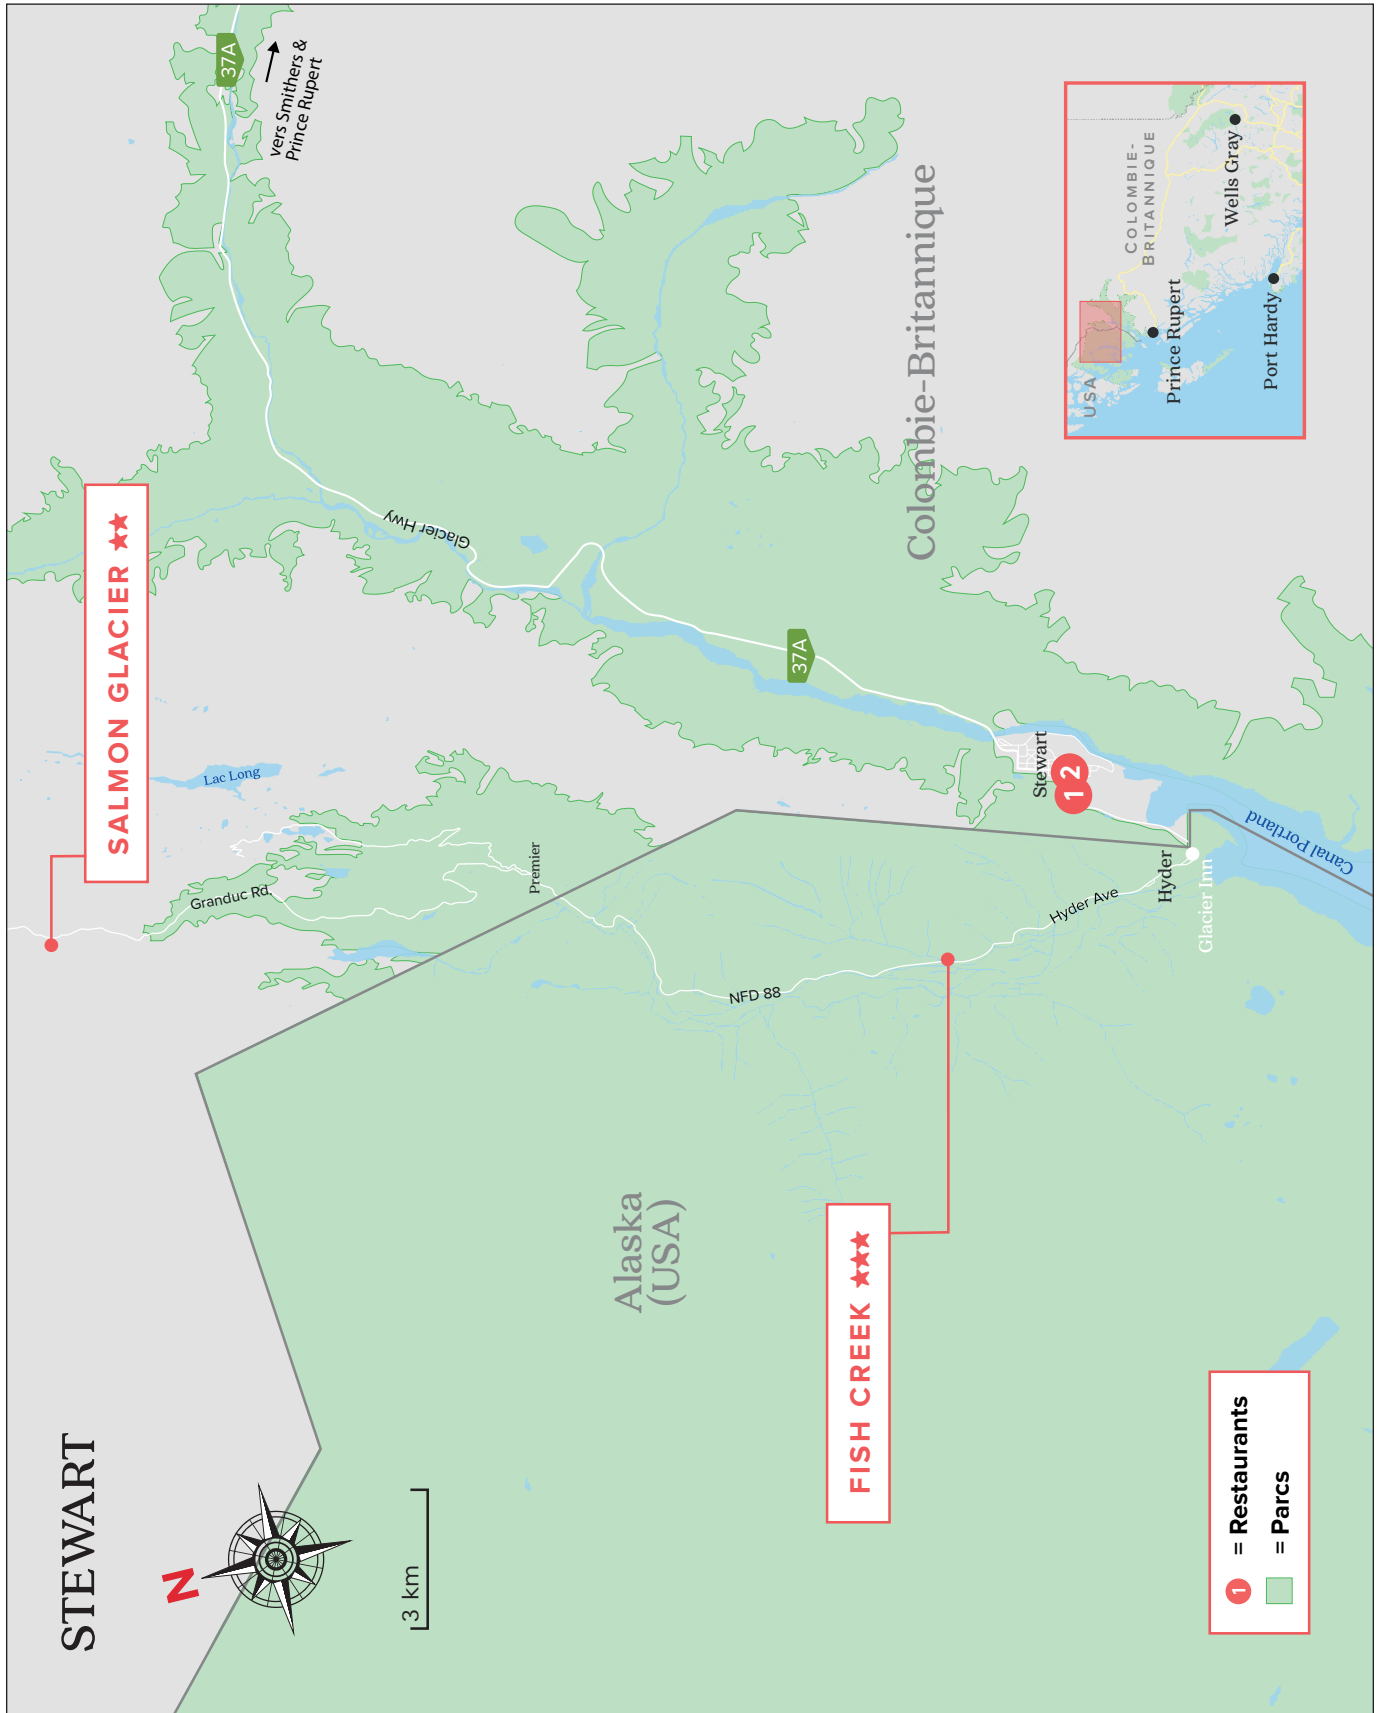 STEWART
N
3 km
SALMON GLACIER ★★
FISH CREEK ★★★
Alaska
(USA)
Colombie-Britannique
37A
vers Smithers &
Prince Rupert
Glacier Hwy
37A
Lac Long
Granduc Rd.
Premier
NFD 88
Hyder Ave
Stewart
1
2
Hyder
Glacier Inn
Canal Portland
1 = Restaurants
= Parcs
USA
COLOMBIE-
BRITANNIQUE
Prince Rupert
Wells Gray
Port Hardy